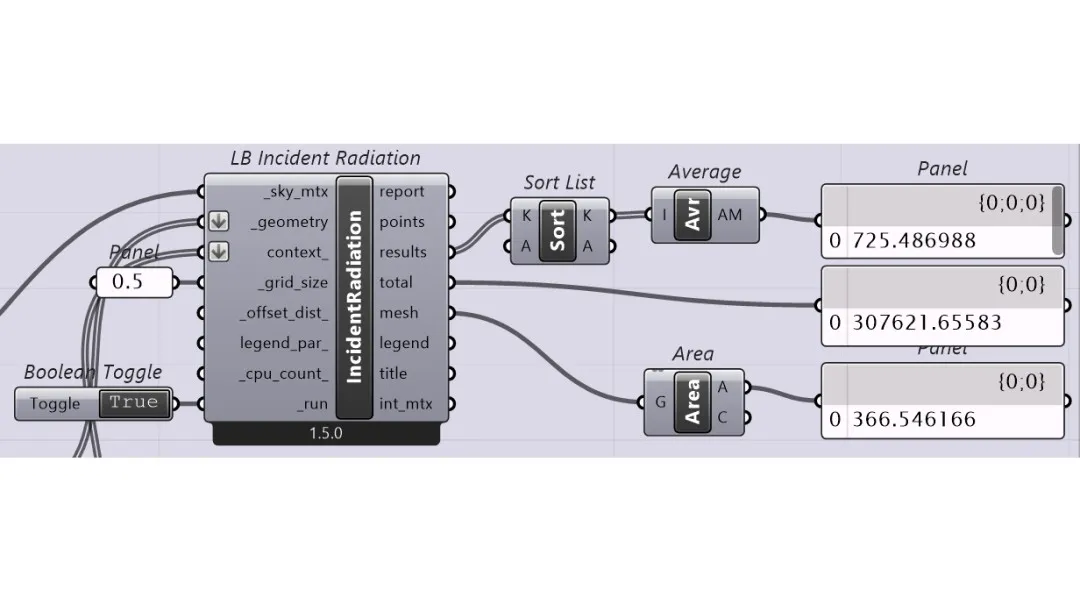 LB Incident Radiation
_sky_mtx
_geometry
context_
_grid_size
_offset_dist_
legend_par_
_cpu_count_
_run
IncidentRadiation
report
points
results
total
mesh
legend
title
int_mtx
1.5.0
Panel
0.5
Boolean Toggle
Toggle True
Sort List
K Sort K
A A
Average
I Avr AM
Area
G Area A
C
Panel
{0;0;0}
0 725.486988
{0;0}
0 307621.65583
Panel
{0;0}
0 366.546166